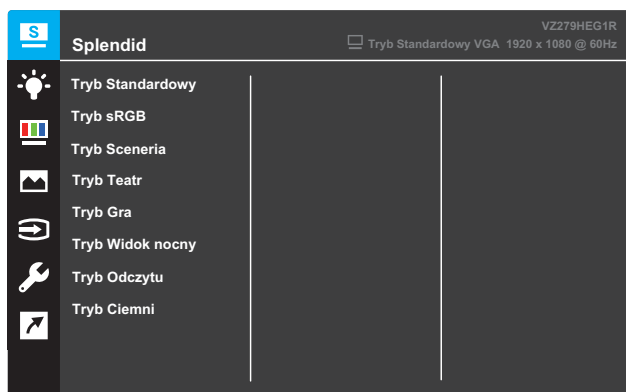 S
VZ279HEG1R
Splendid
Tryb Standardowy VGA 1920 x 1080 @ 60Hz
Tryb Standardowy
Tryb sRGB
Tryb Sceneria
Tryb Teatr
Tryb Gra
Tryb Widok nocny
Tryb Odczytu
Tryb Ciemni